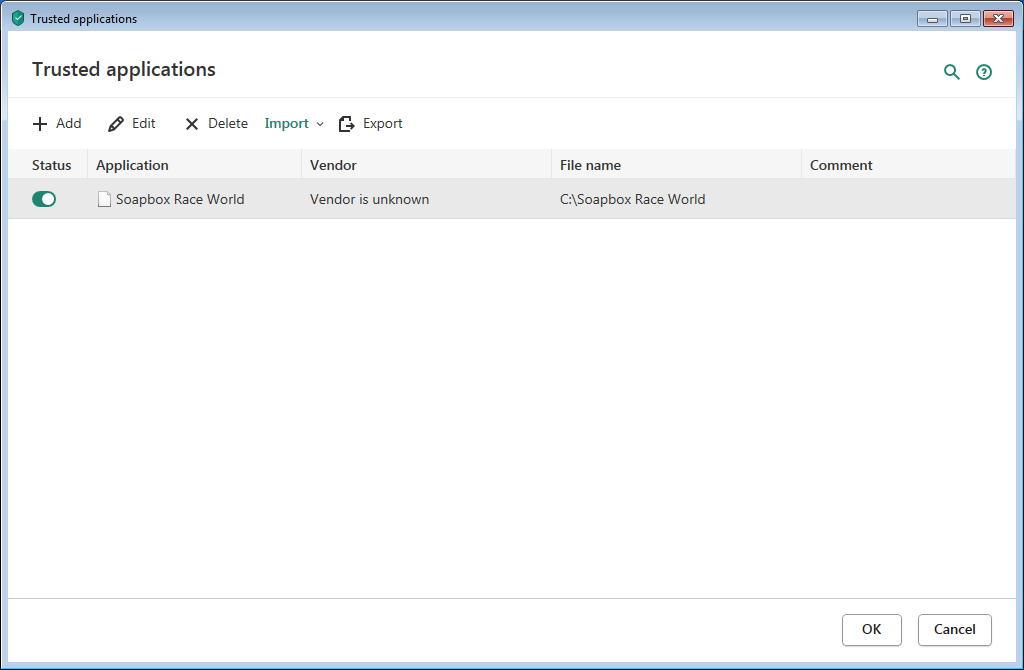 Trusted applications
Trusted applications
Add Edit Delete Import Export
Status Application Vendor File name Comment
Soapbox Race World Vendor is unknown C:\Soapbox Race World
OK Cancel